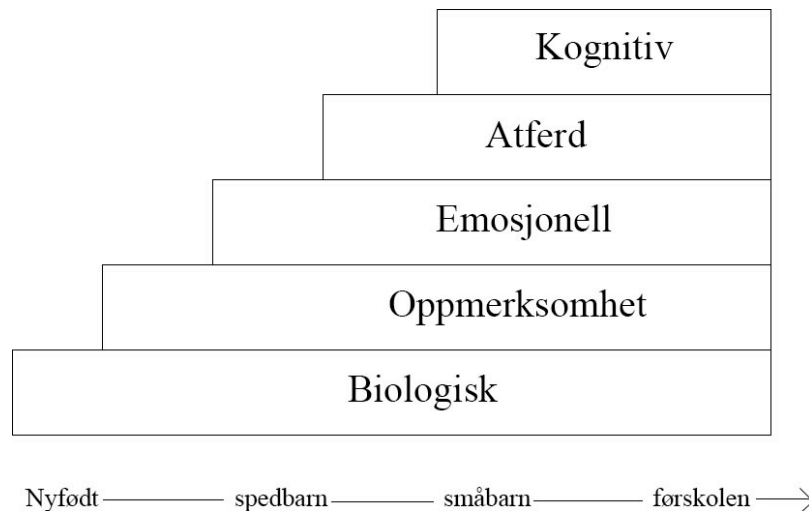 Kognitiv
Atferd
Emosjonell
Oppmerksomhet
Biologisk
Nyfødt spedbarn småbarn førskolen